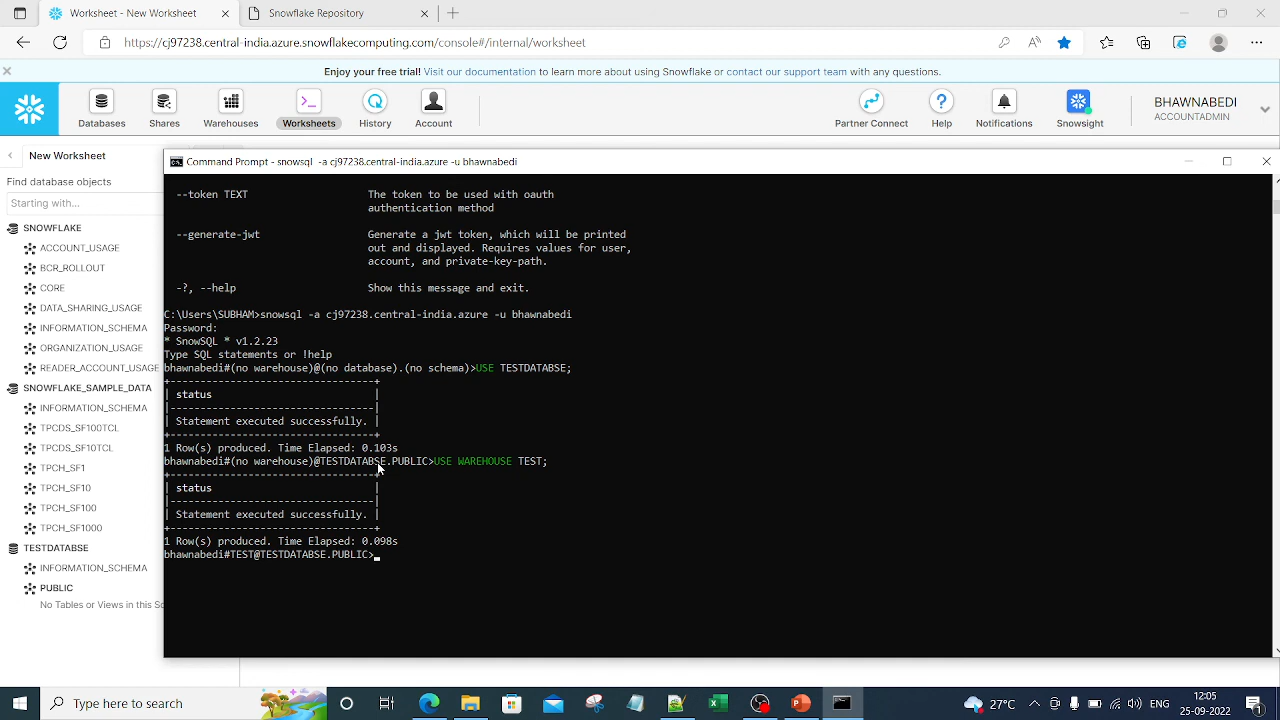 Worksheet - New Worksheet
Snowflake Repository
https://cj97238.central-india.azure.snowflakecomputing.com/console#/internal/worksheet
Enjoy your free trial! Visit our documentation to learn more about using Snowflake or contact our support team with any questions.
Databases
Shares
Warehouses
Worksheets
History
Account
Partner Connect
Help
Notifications
Snowsight
BHAWNABEDI
ACCOUNTADMIN
New Worksheet
Find database objects
Starting with...
SNOWFLAKE
ACCOUNT_USAGE
BCR_ROLLOUT
CORE
DATA_SHARING_USAGE
INFORMATION_SCHEMA
ORGANIZATION_USAGE
READER_ACCOUNT_USAGE
SNOWFLAKE_SAMPLE_DATA
INFORMATION_SCHEMA
TPCDS_SF100TCL
TPCDS_SF10TCL
TPCH_SF1
TPCH_SF10
TPCH_SF100
TPCH_SF1000
TESTDATABSE
INFORMATION_SCHEMA
PUBLIC
No Tables or Views in this Sc
Command Prompt - snowsql -a cj97238.central-india.azure -u bhawnabedi
--token TEXT The token to be used with oauth
authentication method
--generate-jwt Generate a jwt token, which will be printed
out and displayed. Requires values for user,
account, and private-key-path.
-?, --help Show this message and exit.
C:\Users\SUBHAM>snowsql -a cj97238.central-india.azure -u bhawnabedi
Password:
* SnowSQL * v1.2.23
Type SQL statements or !help
bhawnabedi#(no warehouse)@(no database).(no schema)>USE TESTDATABSE;
+----------------------------------+
| status |
|----------------------------------|
| Statement executed successfully. |
+----------------------------------+
1 Row(s) produced. Time Elapsed: 0.103s
bhawnabedi#(no warehouse)@TESTDATABSE.PUBLIC>USE WAREHOUSE TEST;
+----------------------------------+
| status |
|----------------------------------|
| Statement executed successfully. |
+----------------------------------+
1 Row(s) produced. Time Elapsed: 0.098s
bhawnabedi#TEST@TESTDATABSE.PUBLIC>
Type here to search
27°C
ENG
12:05
25-09-2022